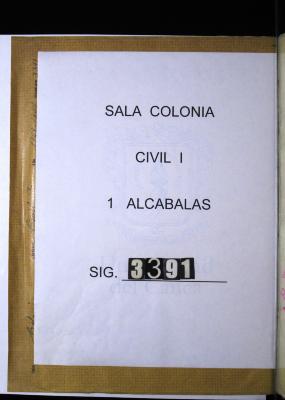 SALA COLONIA
CIVIL I
1 ALCABALAS
SIG. 3391